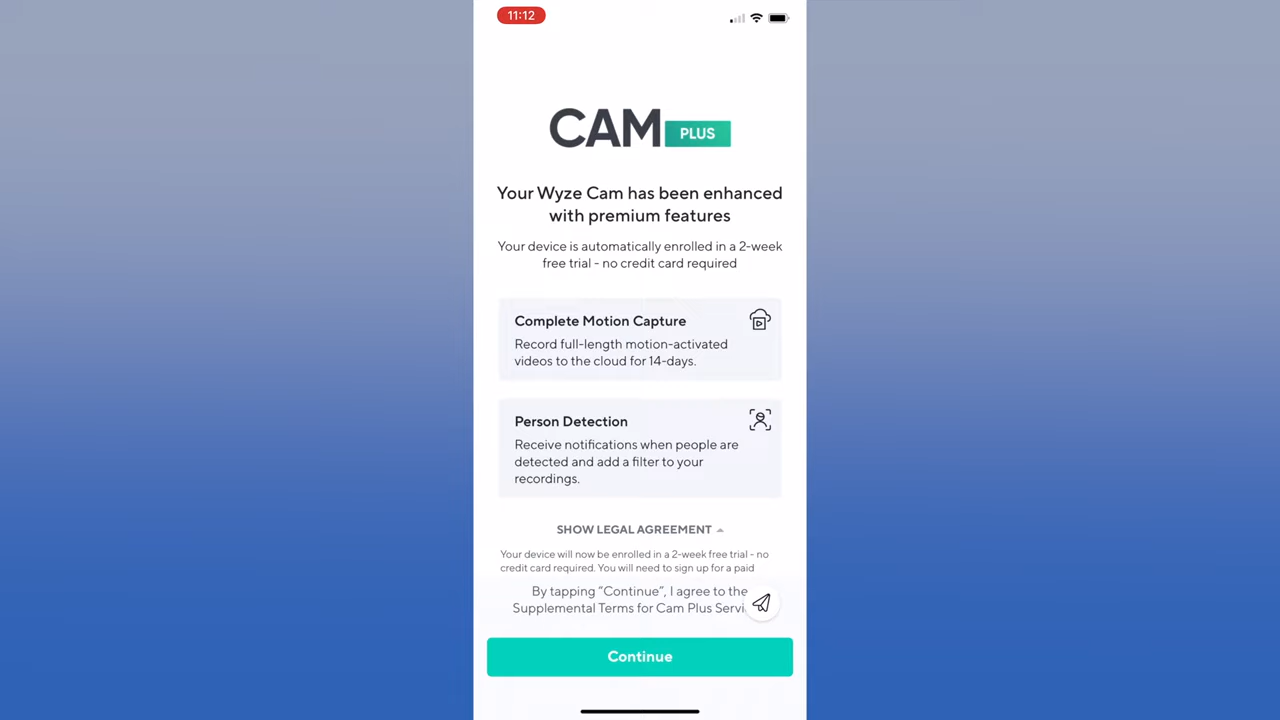 11:12
CAM PLUS
Your Wyze Cam has been enhanced
with premium features
Your device is automatically enrolled in a 2-week
free trial - no credit card required
Complete Motion Capture
Record full-length motion-activated
videos to the cloud for 14-days.
Person Detection
Receive notifications when people are
detected and add a filter to your
recordings.
SHOW LEGAL AGREEMENT
Your device will now be enrolled in a 2-week free trial - no
credit card required. You will need to sign up for a paid
By tapping “Continue”, I agree to the
Supplemental Terms for Cam Plus Servi
Continue